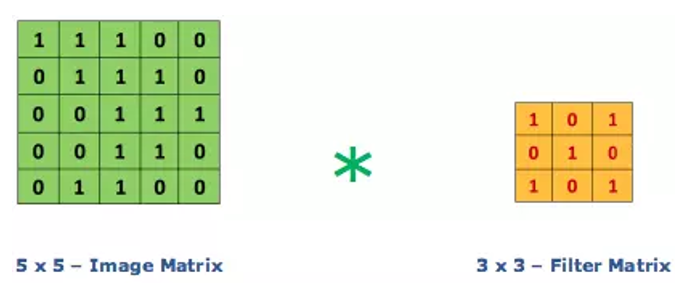 1 1 1 0 0
0 1 1 1 0
0 0 1 1 1
0 0 1 1 0
0 1 1 0 0
*
1 0 1
0 1 0
1 0 1
5 x 5 – Image Matrix
3 x 3 – Filter Matrix